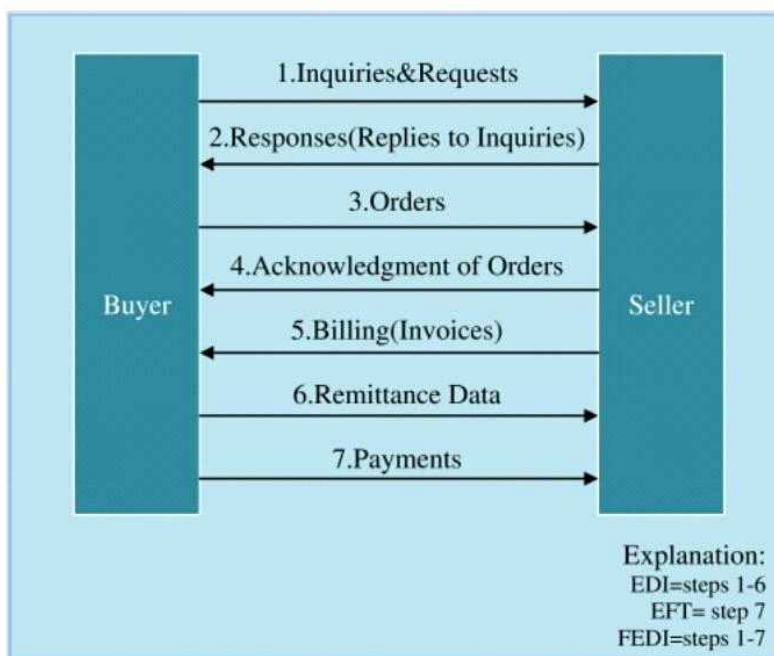 1.Inquiries&Requests
2.Responses(Replies to Inquiries)
3.Orders
4.Acknowledgment of Orders
Buyer
Seller
5.Billing(Invoices)
6.Remittance Data
7.Payments
Explanation:
EDI=steps 1-6
EFT= step 7
FEDI=steps 1-7